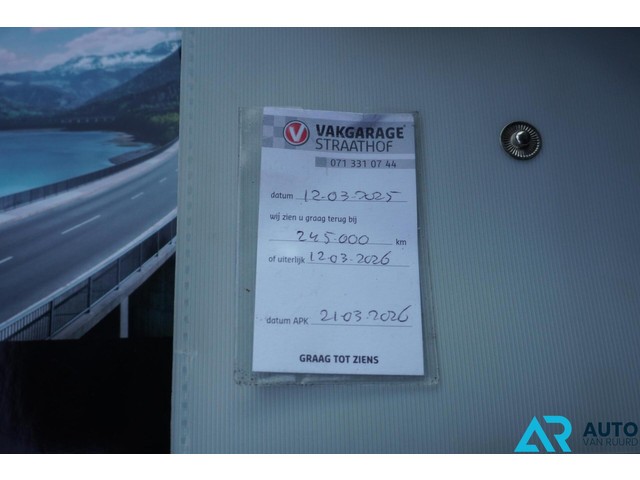 VAKGARAGE
STRAATHOF
071 331 07 44
datum 12-03-2025
wij zien u graag terug bij
245.000 km
of uiterlijk 12-03-2026
datum APK 21-03-2026
GRAAG TOT ZIENS
AR AUTO
VAN RUURD